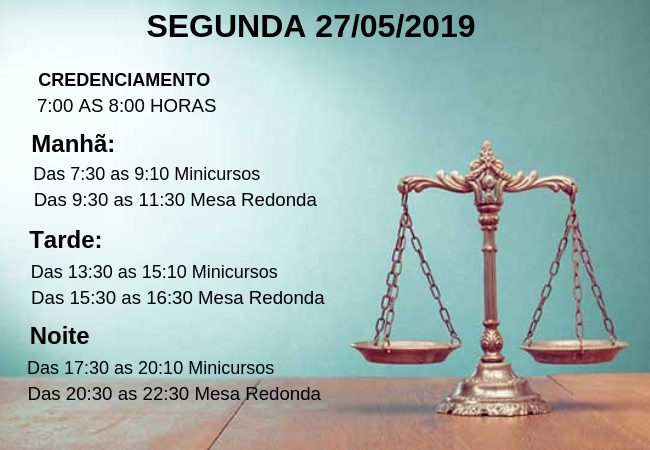 SEGUNDA 27/05/2019
CREDENCIAMENTO
7:00 AS 8:00 HORAS
Manhã:
Das 7:30 as 9:10 Minicursos
Das 9:30 as 11:30 Mesa Redonda
Tarde:
Das 13:30 as 15:10 Minicursos
Das 15:30 as 16:30 Mesa Redonda
Noite
Das 17:30 as 20:10 Minicursos
Das 20:30 as 22:30 Mesa Redonda